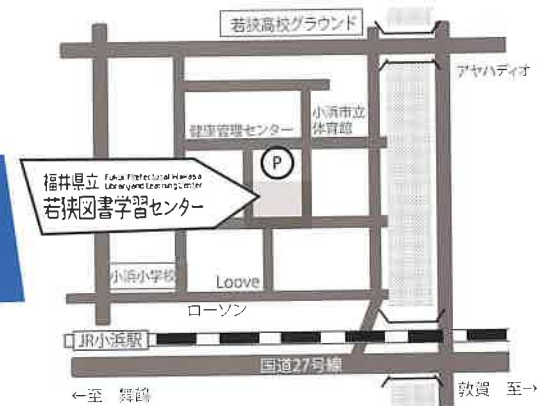 若狭高校グラウンド
アヤハディオ
小浜市立
体育館
健康管理センター
P
福井県立 Fukui Prefectural Wakasa
Library and Learning Center
若狭図書学習センター
小浜小学校
Loove
ローソン
JR小浜駅
国道27号線
←至 舞鶴
敦賀 至→